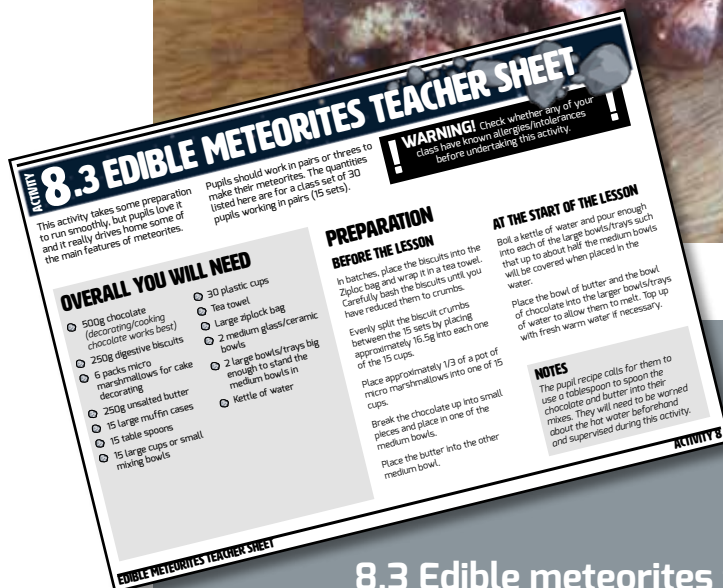 ACTIVITY
8.3 EDIBLE METEORITES TEACHER SHEET
This activity takes some preparation
to run smoothly, but pupils love it
and it really drives home some of
the main features of meteorites.
Pupils should work in pairs or threes to
make their meteorites. The quantities
listed here are for a class set of 30
pupils working in pairs (15 sets).
! WARNING! Check whether any of your !
class have known allergies/intolerances
before undertaking this activity.
OVERALL YOU WILL NEED
500g chocolate
(decorating/cooking
chocolate works best)
250g digestive biscuits
6 packs micro
marshmallows for cake
decorating
250g unsalted butter
15 large muffin cases
15 table spoons
15 large cups or small
mixing bowls
30 plastic cups
Tea towel
Large ziplock bag
2 medium glass/ceramic
bowls
2 large bowls/trays big
enough to stand the
medium bowls in
Kettle of water
PREPARATION
BEFORE THE LESSON
In batches, place the biscuits into the
Ziploc bag and wrap it in a tea towel.
Carefully bash the biscuits until you
have reduced them to crumbs.
Evenly split the biscuit crumbs
between the 15 sets by placing
approximately 16.5g into each one
of the 15 cups.
Place approximately 1/3 of a pot of
micro marshmallows into one of 15
cups.
Break the chocolate up into small
pieces and place in one of the
medium bowls.
Place the butter into the other
medium bowl.
AT THE START OF THE LESSON
Boil a kettle of water and pour enough
into each of the large bowls/trays such
that up to about half the medium bowls
will be covered when placed in the
water.
Place the bowl of butter and the bowl
of chocolate into the larger bowls/trays
of water to allow them to melt. Top up
with fresh warm water if necessary.
NOTES
The pupil recipe calls for them to
use a tablespoon to spoon the
chocolate and butter into their
mixes. They will need to be warned
about the hot water beforehand
and supervised during this activity.
EDIBLE METEORITES TEACHER SHEET
ACTIVITY 8
8.3 Edible meteorites